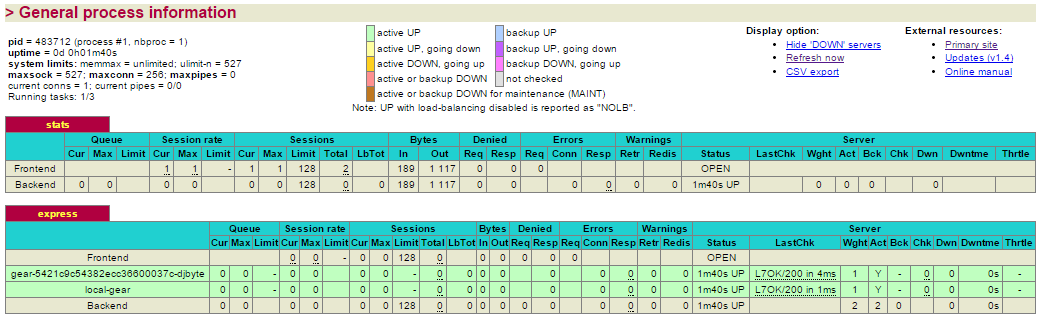 > General process information
pid = 483712 (process #1, nbproc = 1)
uptime = 0d 0h01m40s
system limits: memmax = unlimited; ulimit-n = 527
maxsock = 527; maxconn = 256; maxpipes = 0
current conns = 1; current pipes = 0/0
Running tasks: 1/3
active UP backup UP
active UP, going down backup UP, going down
active DOWN, going up backup DOWN, going up
active or backup DOWN not checked
active or backup DOWN for maintenance (MAINT)
Note: UP with load-balancing disabled is reported as "NOLB".
Display option:
• Hide 'DOWN' servers
• Refresh now
• CSV export
External resources:
• Primary site
• Updates (v1.4)
• Online manual
stats
Queue Session rate Sessions Bytes Denied Errors Warnings Server
Cur Max Limit Cur Max Limit Cur Max Limit Total LbTot In Out Req Resp Req Conn Resp Retr Redis Status LastChk Wght Act Bck Chk Dwn Dwntme Thrtle
Frontend 1 1 - 1 1 128 2 189 1 117 0 0 0 OPEN
Backend 0 0 0 0 0 0 128 0 0 189 1 117 0 0 0 0 0 0 1m40s UP 0 0 0 0
express
Queue Session rate Sessions Bytes Denied Errors Warnings Server
Cur Max Limit Cur Max Limit Cur Max Limit Total LbTot In Out Req Resp Req Conn Resp Retr Redis Status LastChk Wght Act Bck Chk Dwn Dwntme Thrtle
Frontend 0 0 - 0 0 128 0 0 0 0 0 0 OPEN
gear-5421c9c54382ecc36600037c-djbyte 0 0 - 0 0 0 0 - 0 0 0 0 0 0 0 0 0 1m40s UP L7OK/200 in 4ms 1 Y - 0 0 0s -
local-gear 0 0 - 0 0 0 0 - 0 0 0 0 0 0 0 0 0 1m40s UP L7OK/200 in 1ms 1 Y - 0 0 0s -
Backend 0 0 0 0 0 0 128 0 0 0 0 0 0 0 0 0 0 1m40s UP 2 2 0 0 0s